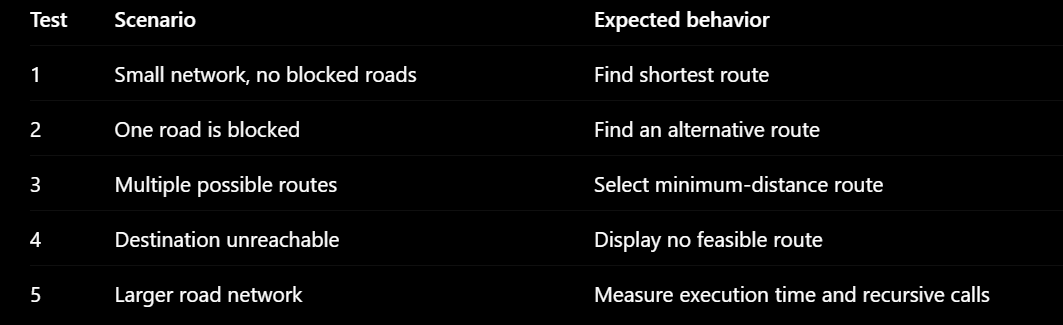 Test Scenario Expected behavior
1 Small network, no blocked roads Find shortest route
2 One road is blocked Find an alternative route
3 Multiple possible routes Select minimum-distance route
4 Destination unreachable Display no feasible route
5 Larger road network Measure execution time and recursive calls